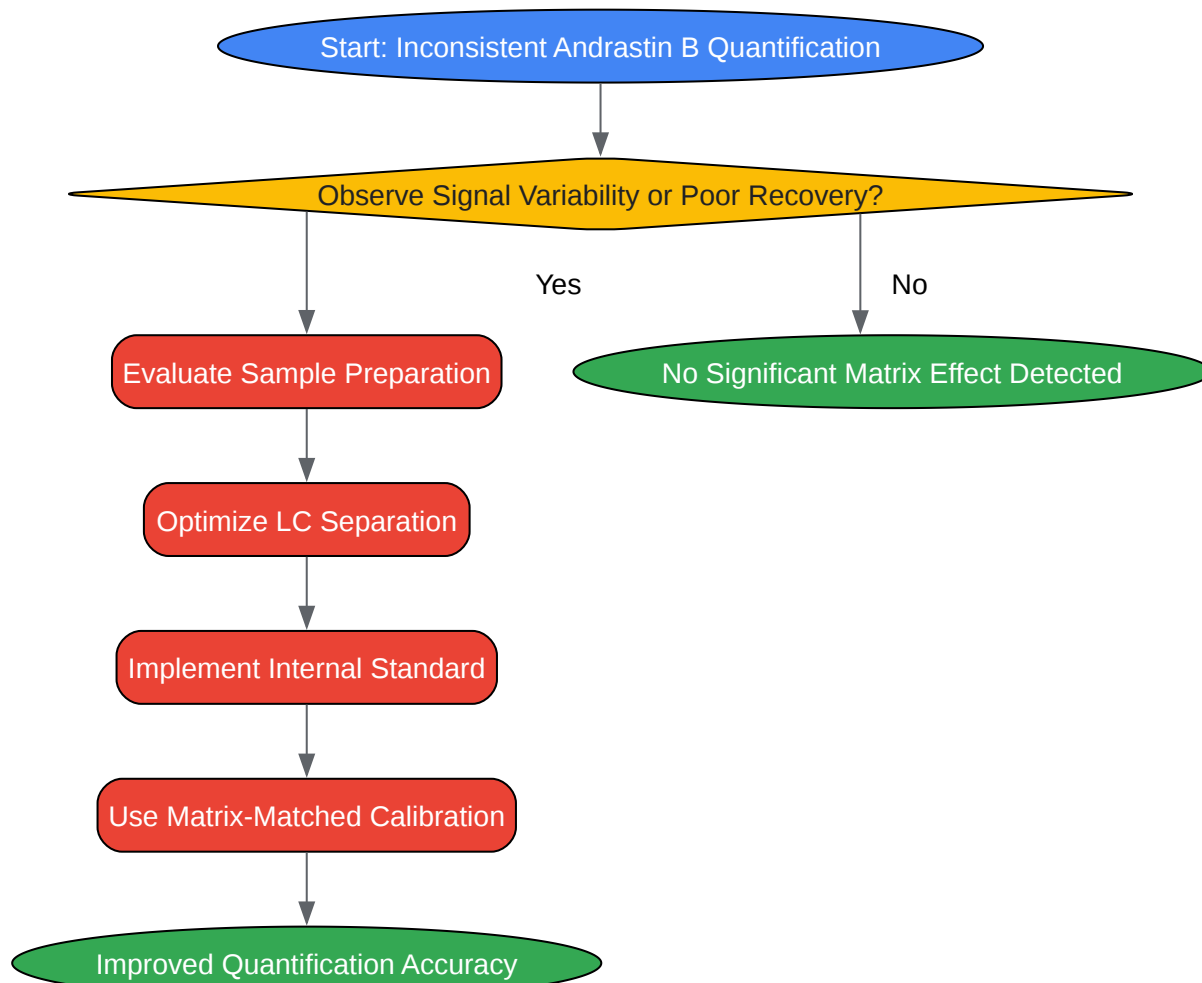 Start: Inconsistent Andrastin B Quantification
Observe Signal Variability or Poor Recovery?
Yes
No
Evaluate Sample Preparation
No Significant Matrix Effect Detected
Optimize LC Separation
Implement Internal Standard
Use Matrix-Matched Calibration
Improved Quantification Accuracy